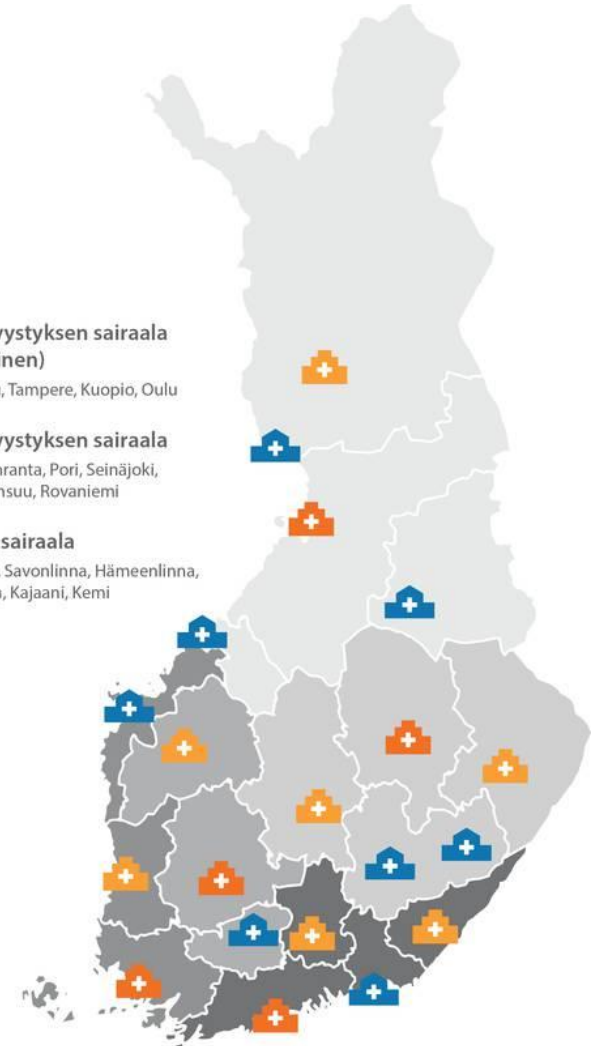 ystyksen sairaala
inen)
, Tampere, Kuopio, Oulu
ystyksen sairaala
ranta, Pori, Seinäjoki,
nsuu, Rovaniemi
sairaala
, Savonlinna, Hämeenlinna,
, Kajaani, Kemi